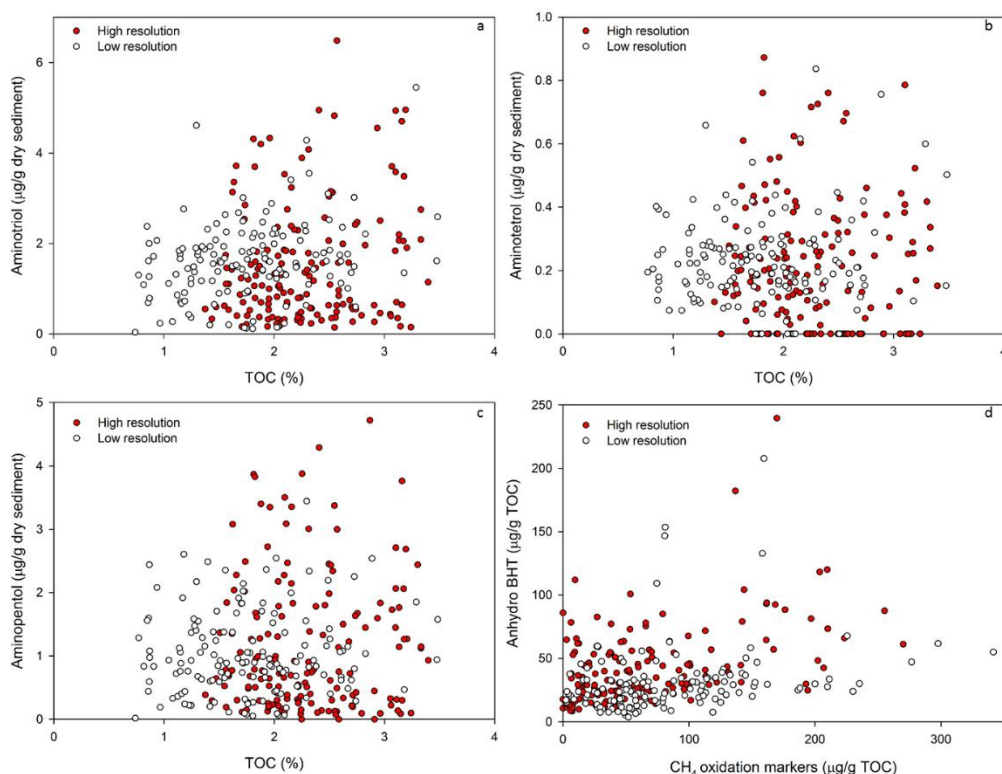 a
High resolution
Low resolution
Aminotriol (µg/g dry sediment)
6
4
2
0
0 1 2 3 4
TOC (%)
b
High resolution
Low resolution
Aminotetrol (µg/g dry sediment)
1.0
0.8
0.6
0.4
0.2
0.0
0 1 2 3 4
TOC (%)
c
High resolution
Low resolution
Aminopentol (µg/g dry sediment)
5
4
3
2
1
0
0 1 2 3 4
TOC (%)
d
High resolution
Low resolution
Anhydro BHT (µg/g TOC)
250
200
150
100
50
0
0 100 200 300
CH₄ oxidation markers (µg/g TOC)